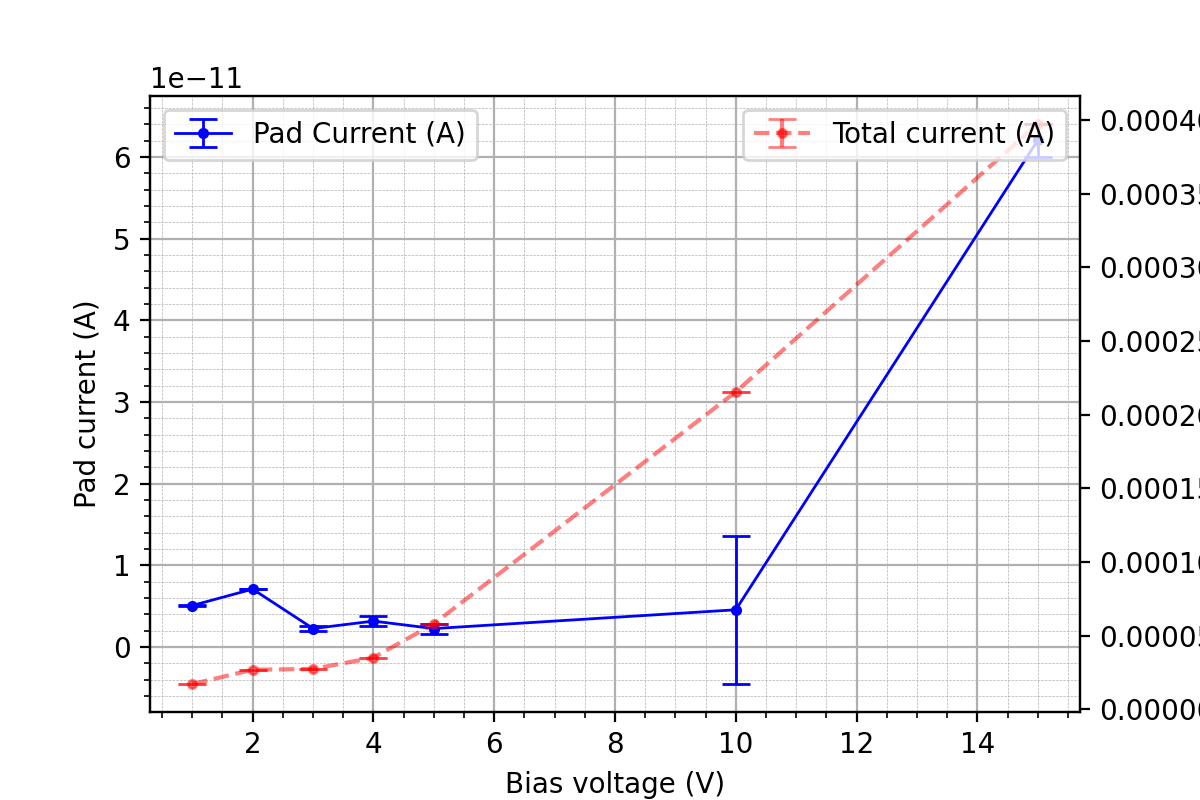 1e−11
Pad Current (A)
Total current (A)
6
5
4
3
2
1
0
Pad current (A)
0.00040
0.00035
0.00030
0.00025
0.00020
0.00015
0.00010
0.00005
0.00000
2 4 6 8 10 12 14
Bias voltage (V)